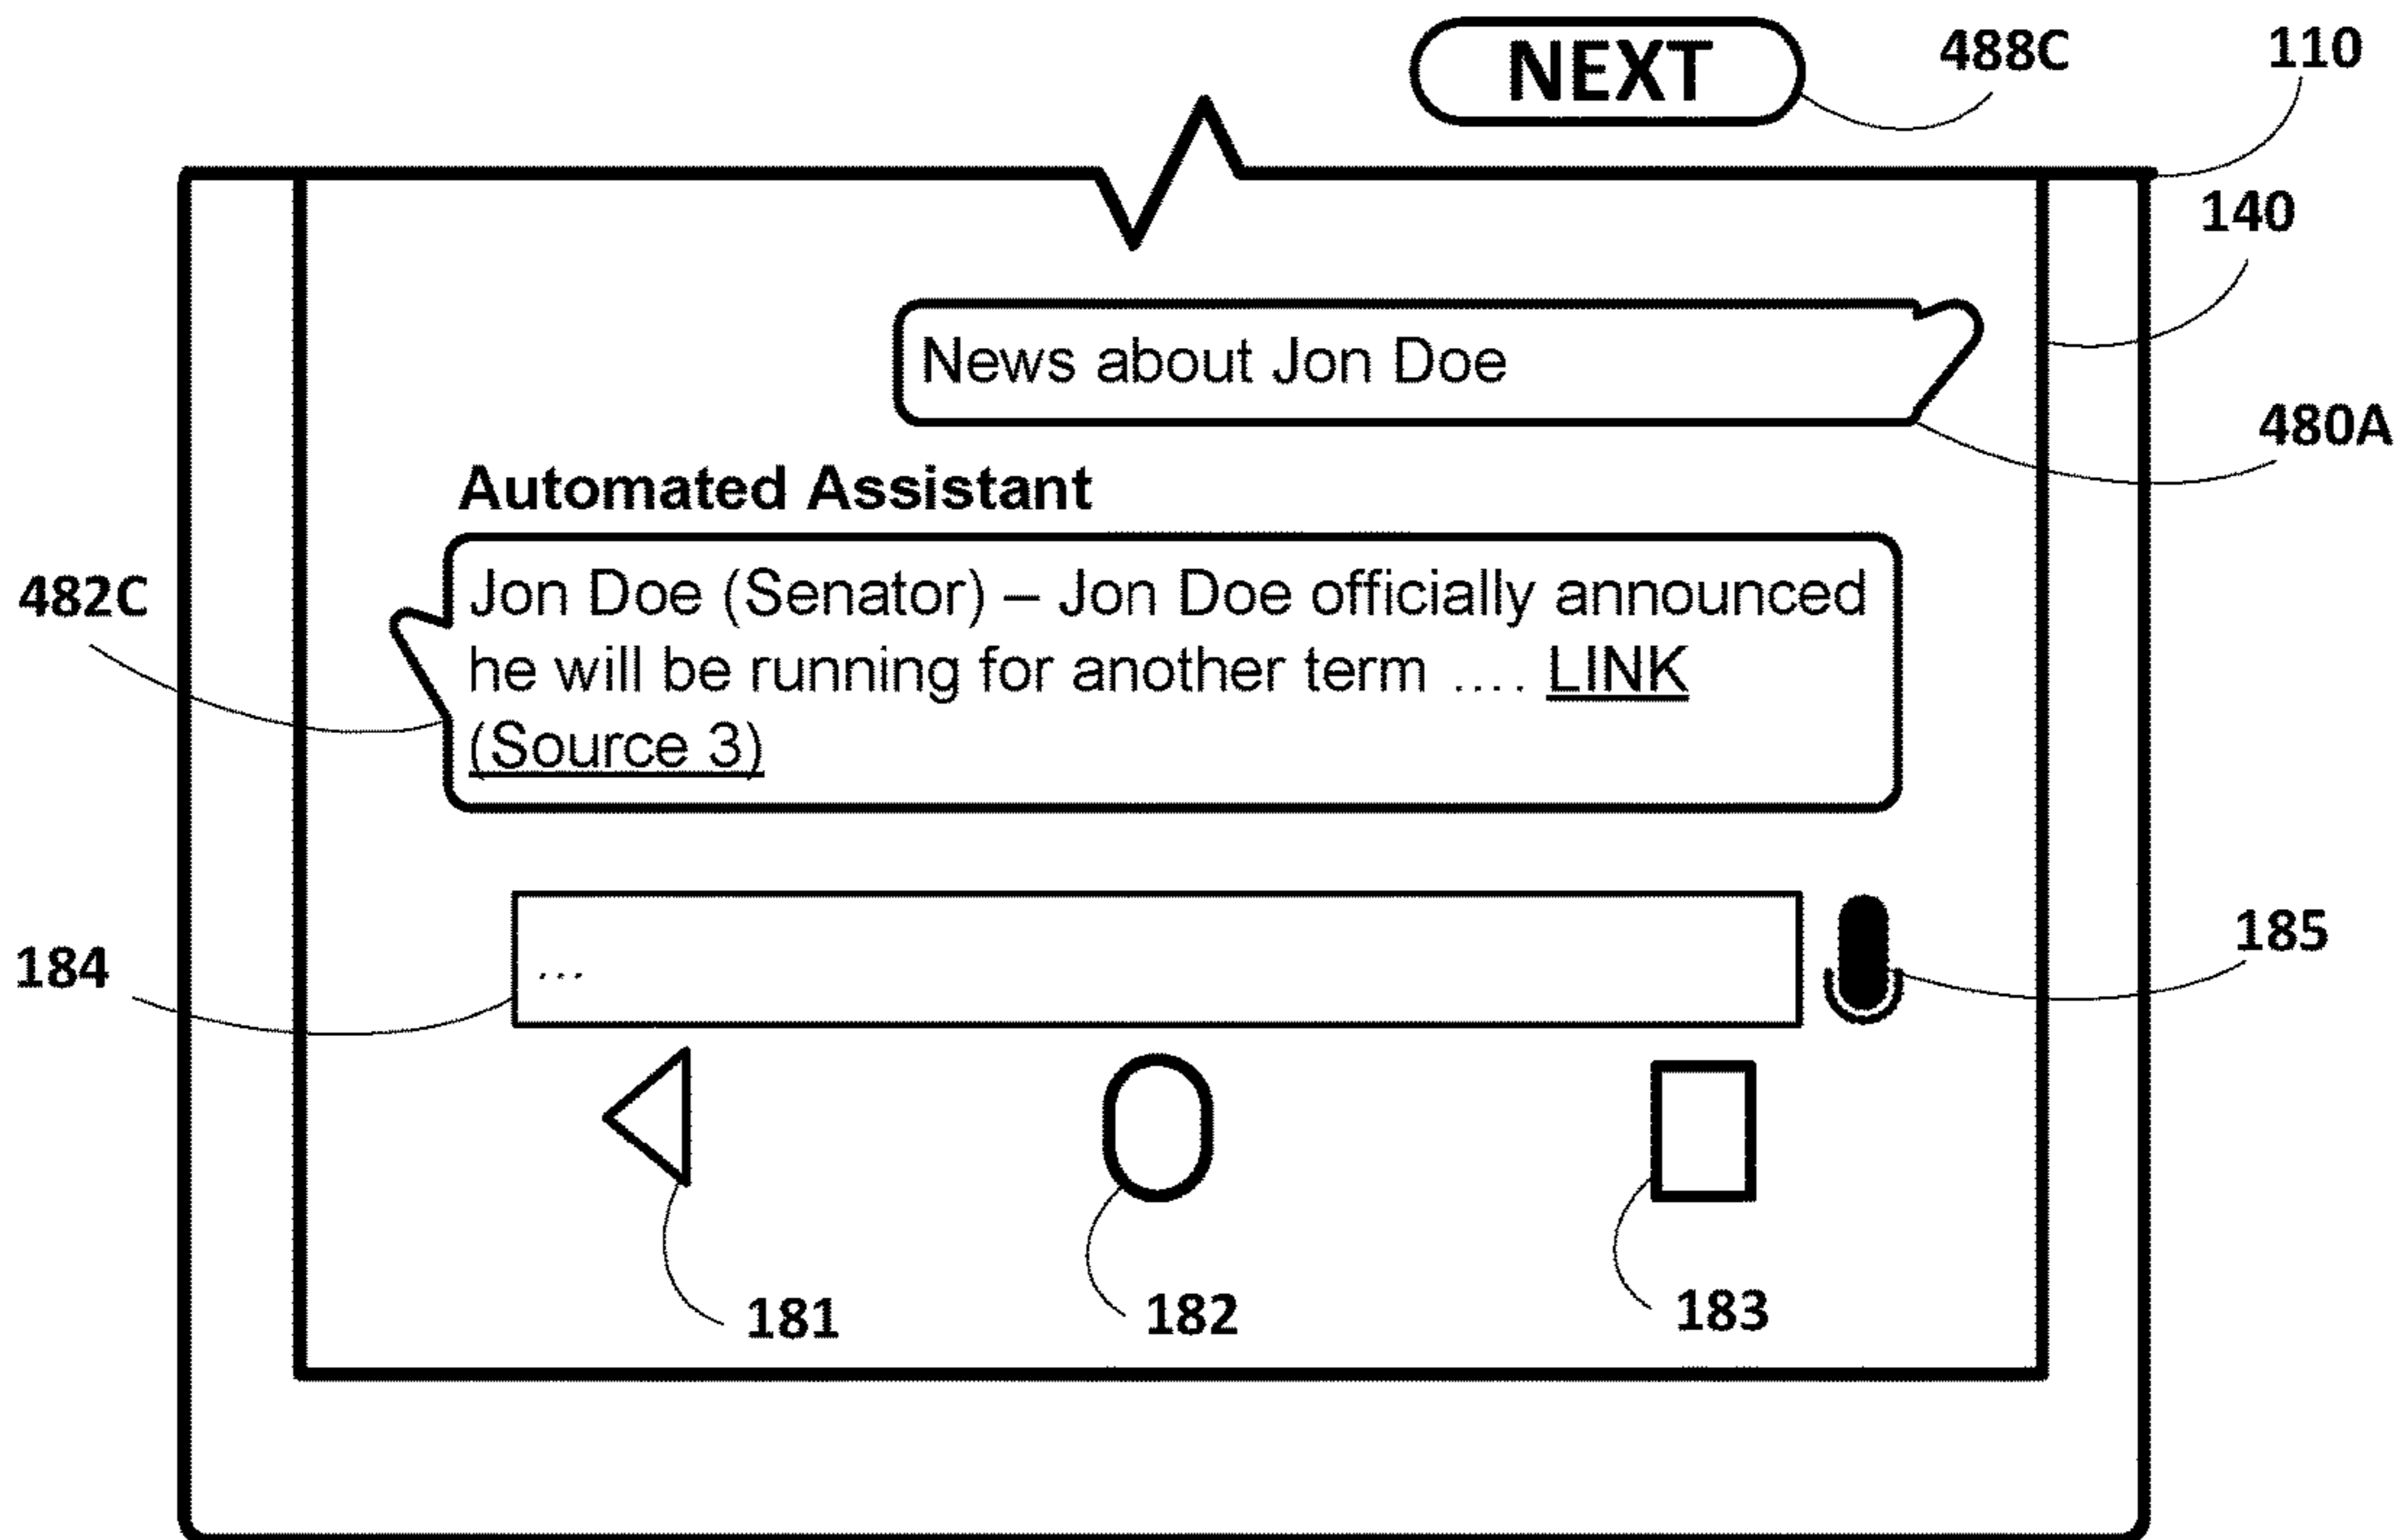 NEXT
488C
110
140
News about Jon Doe
480A
Automated Assistant
482C
Jon Doe (Senator) – Jon Doe officially announced
he will be running for another term .... LINK
(Source 3)
184
...
185
181
182
183